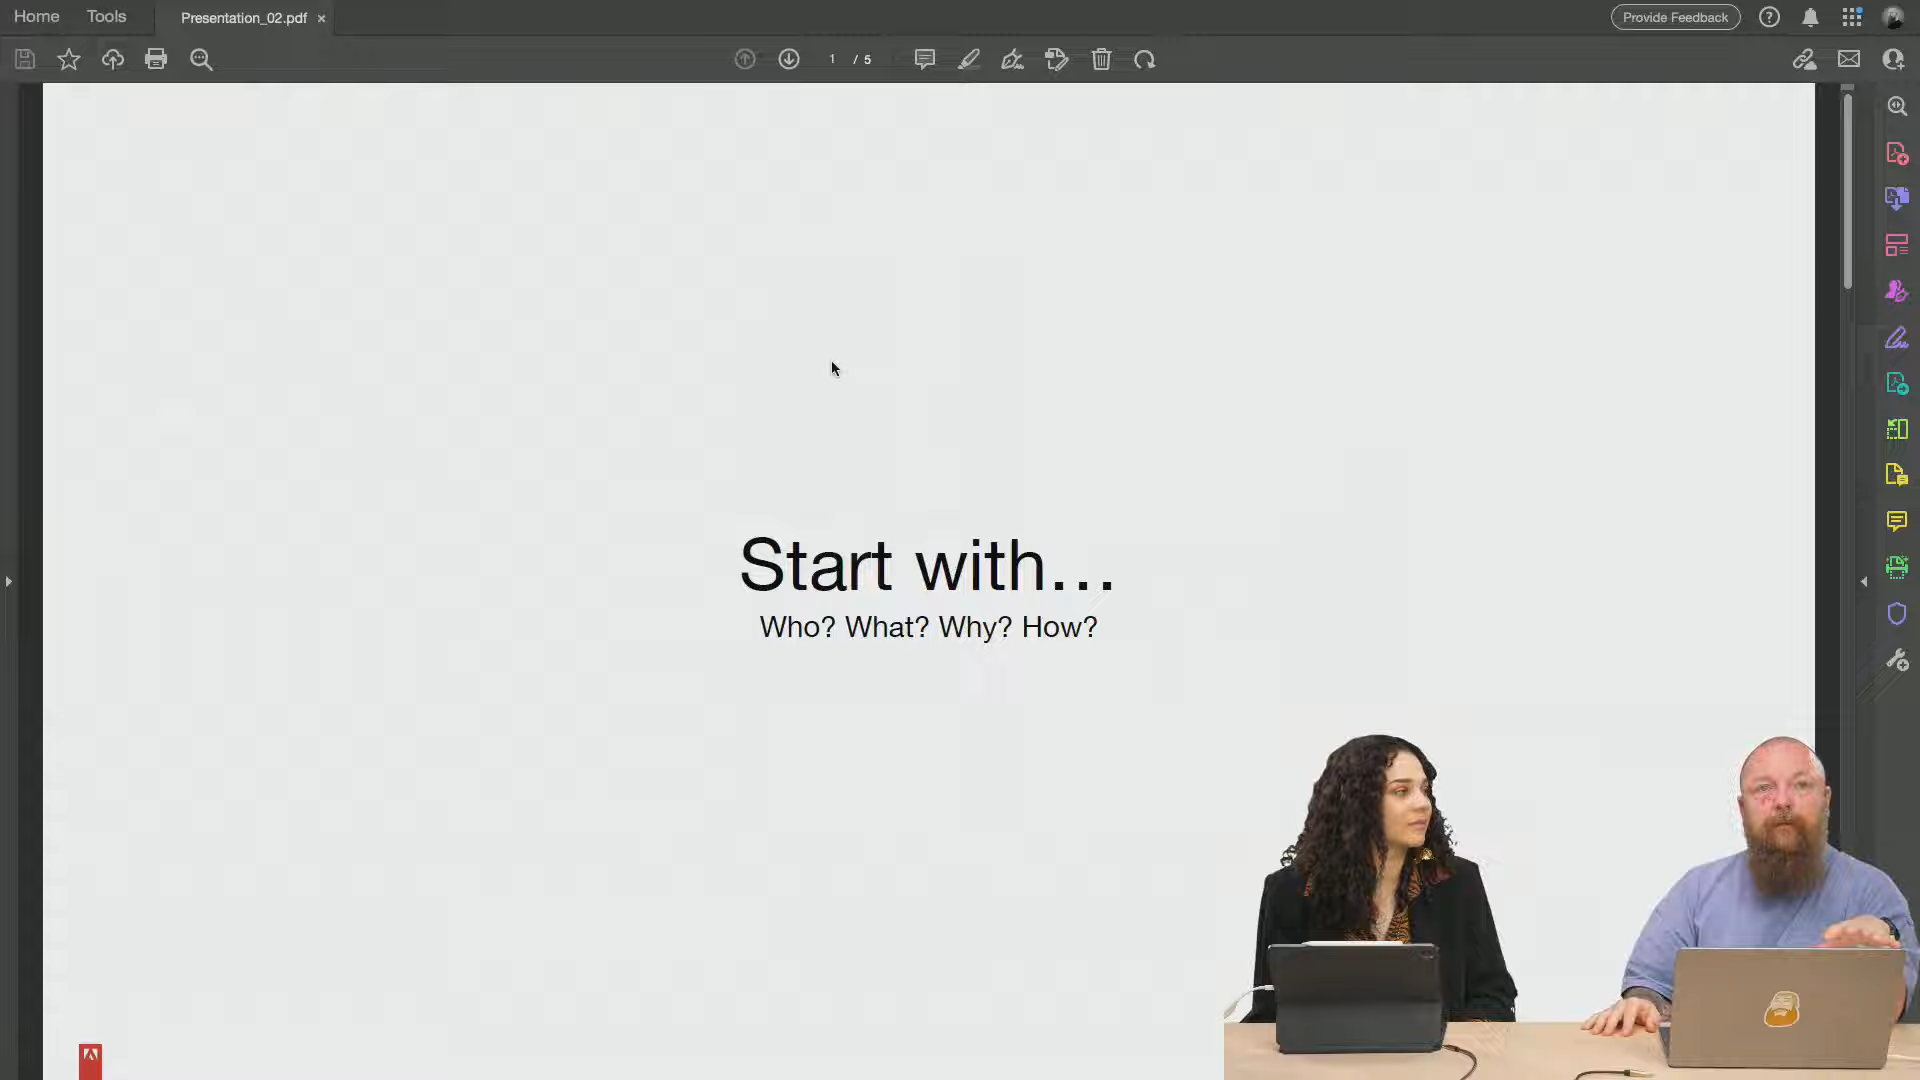 Home
Tools
Presentation_02.pdf
Provide Feedback
1 / 5
Start with...
Who? What? Why? How?